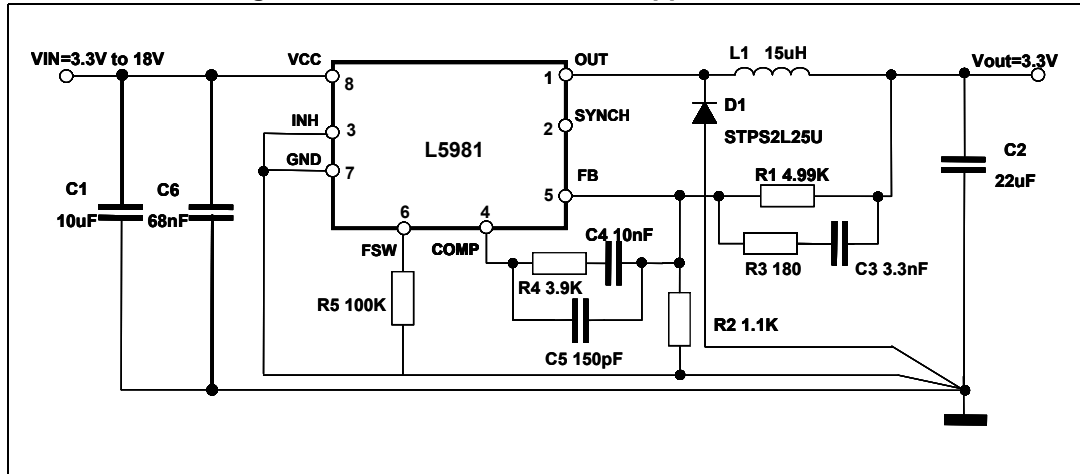 VIN=3.3V to 18V
VCC
8
OUT
1
L1 15uH
Vout=3.3V
INH
3
SYNCH
2
D1
STPS2L25U
L5981
GND
7
FB
5
C1
10uF
C6
68nF
R1 4.99K
C2
22uF
6
4
FSW
COMP
C4 10nF
R3 180
C3 3.3nF
R5 100K
R4 3.9K
R2 1.1K
C5 150pF